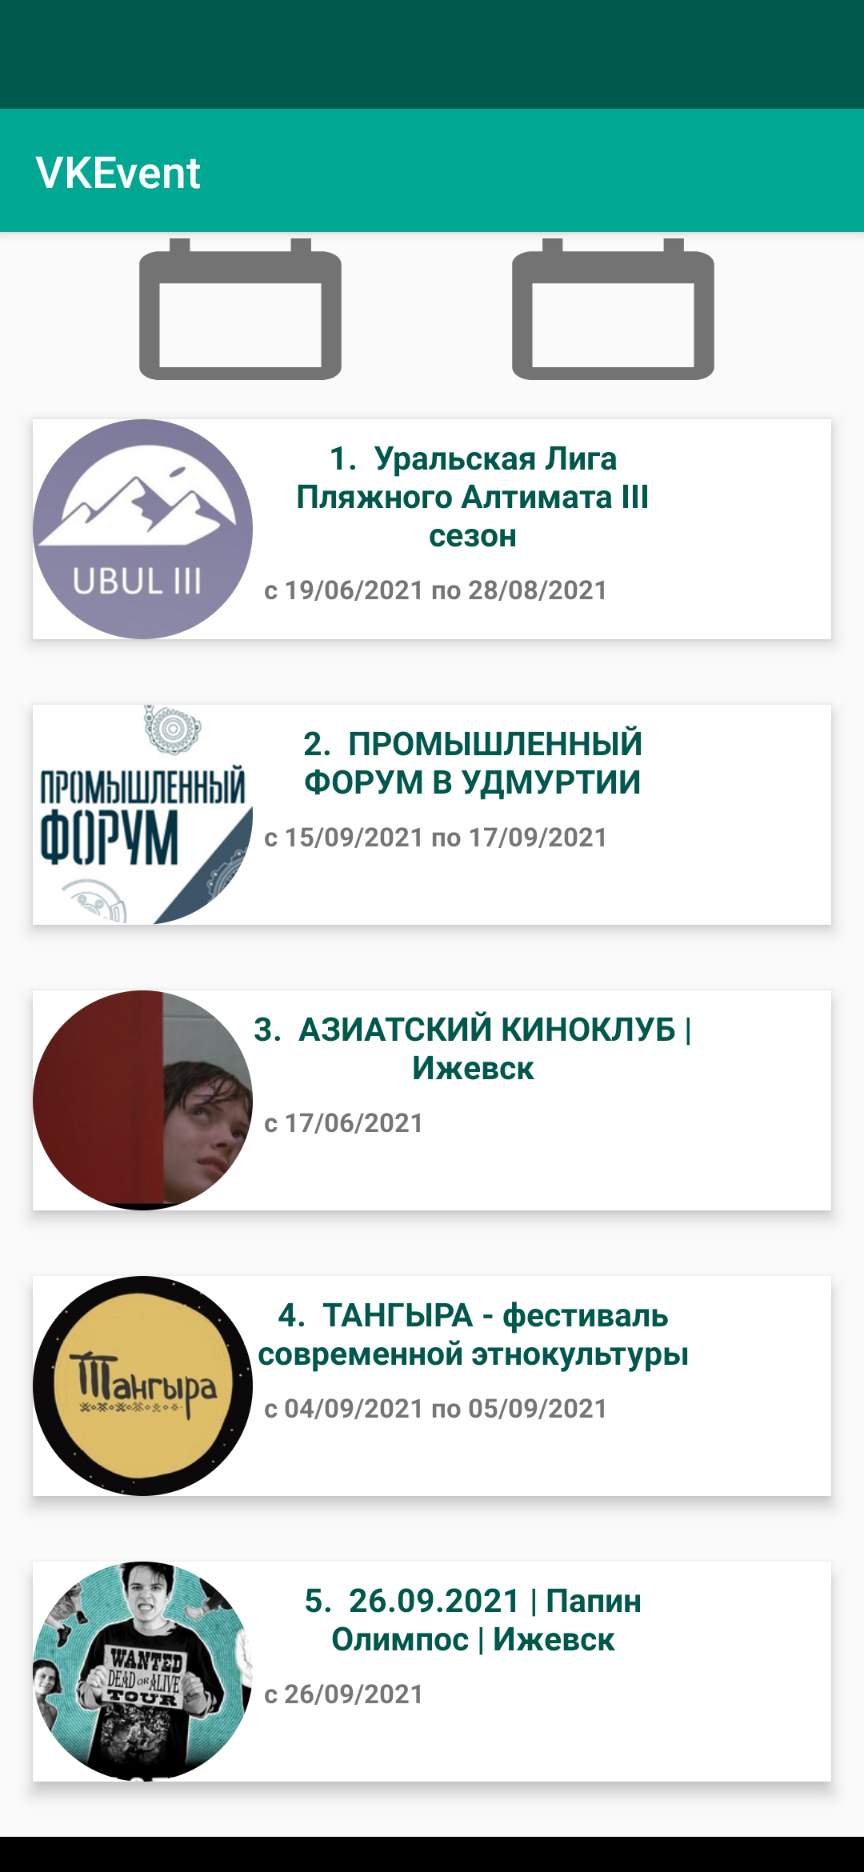 VKEvent
1. Уральская Лига
Пляжного Алтимата III
сезон
UBUL III
с 19/06/2021 по 28/08/2021
2. ПРОМЫШЛЕННЫЙ
ФОРУМ В УДМУРТИИ
ПРОМЫШЛЕННЫЙ
ФОРУМ
с 15/09/2021 по 17/09/2021
3. АЗИАТСКИЙ КИНОКЛУБ |
Ижевск
с 17/06/2021
4. ТАНГЫРА - фестиваль
современной этнокультуры
Тангыра
с 04/09/2021 по 05/09/2021
5. 26.09.2021 | Папин
Олимпос | Ижевск
WANTED
DEAD OR ALIVE
TOUR
с 26/09/2021